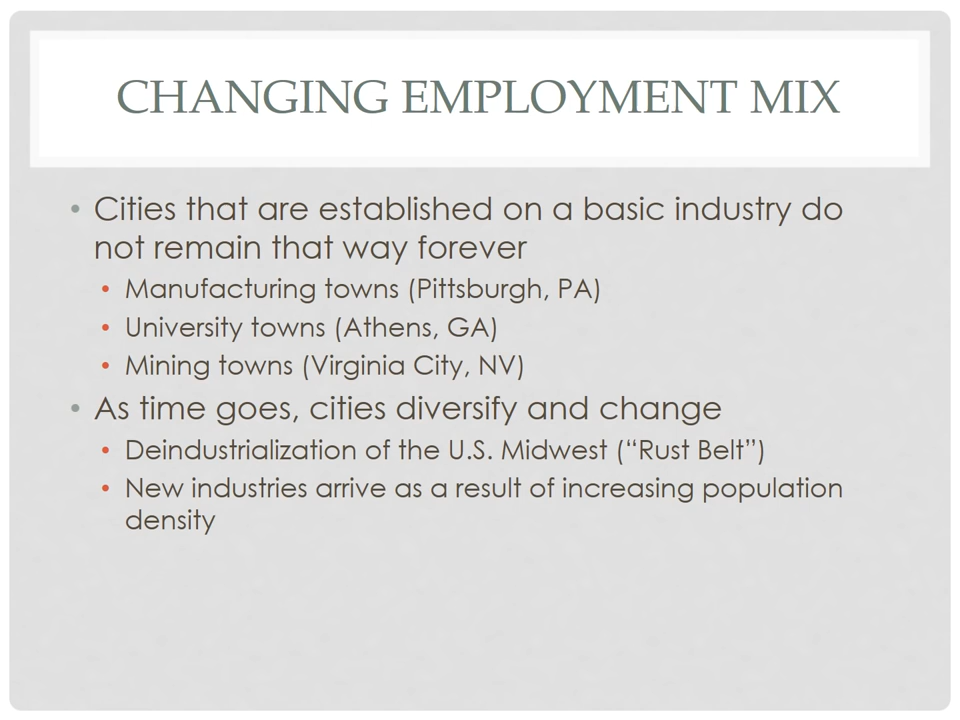 CHANGING EMPLOYMENT MIX
• Cities that are established on a basic industry do
not remain that way forever
• Manufacturing towns (Pittsburgh, PA)
• University towns (Athens, GA)
• Mining towns (Virginia City, NV)
• As time goes, cities diversify and change
• Deindustrialization of the U.S. Midwest (“Rust Belt”)
• New industries arrive as a result of increasing population
density